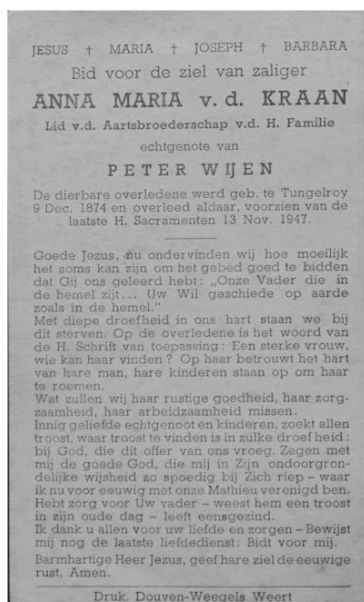 JESUS † MARIA † JOSEPH † BARBARA
Bid voor de ziel van zaliger
ANNA MARIA v. d. KRAAN
Lid v.d. Aartsbroederschap v.d. H. Familie
echtgenote van
PETER WIJEN
De dierbare overledene werd geb. te Tungelroy
9 Dec. 1874 en overleed aldaar, voorzien van de
laatste H. Sacramenten 13 Nov. 1947.
Goede Jezus, nu ondervinden wij hoe moeilijk
het soms kan zijn om het gebed goed te bidden
dat Gij ons geleerd hebt: „Onze Vader die in
de hemel zijt... Uw Wil geschiede op aarde
zoals in de hemel."
Met diepe droefheid in ons hart staan we bij
dit sterven. Op de overledene is het woord van
de H. Schrift van toepassing: Een sterke vrouw,
wie kan haar vinden? Op haar betrouwt het hart
van hare man, hare kinderen staan op om haar
te roemen.
Wat zullen wij haar rustige goedheid, haar zorg-
zaamheid, haar arbeidzaamheid missen.
Innig geliefde echtgenoot en kinderen, zoekt allen
troost, waar troost te vinden is in zulke droefheid:
bij God, die dit offer van ons vroeg. Zegen met
mij de goede God, die mij in Zijn ondoorgron-
delijke wijsheid zo spoedig bij Zich riep – waar
ik nu voor eeuwig met onze Mathieu verenigd ben.
Hebt zorg voor Uw vader – weest hem een troost
in zijn oude dag – leeft eensgezind.
Ik dank u allen voor uw liefde en zorgen – Bewijst
mij nog de laatste liefdedienst: Bidt voor mij.
Barmhartige Heer Jezus, geef hare ziel de eeuwige
rust. Amen.
Druk. Douven-Weegels Weert